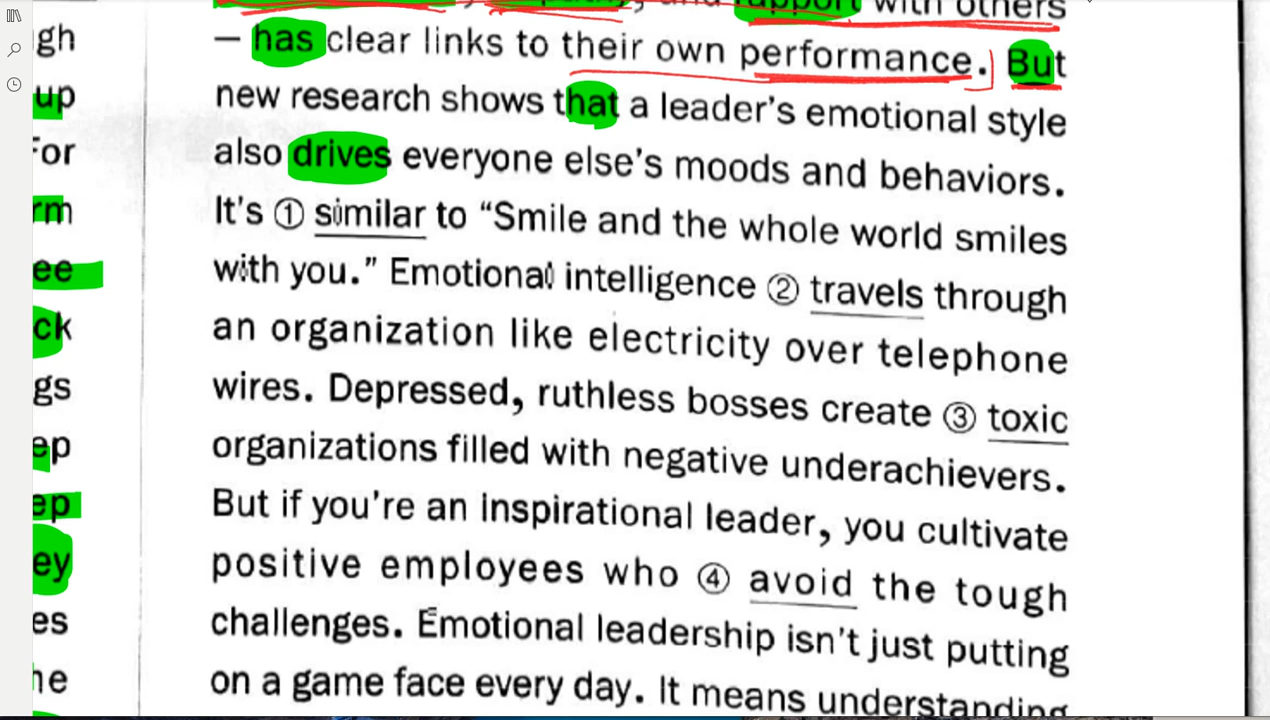 gh
up
For
rm
ee
ck
gs
ep
ep
ey
es
he
and rapport with others
— has clear links to their own performance. But
new research shows that a leader's emotional style
also drives everyone else's moods and behaviors.
It's ① similar to “Smile and the whole world smiles
with you.” Emotional intelligence ② travels through
an organization like electricity over telephone
wires. Depressed, ruthless bosses create ③ toxic
organizations filled with negative underachievers.
But if you're an inspirational leader, you cultivate
positive employees who ④ avoid the tough
challenges. Emotional leadership isn't just putting
on a game face every day. It means understanding